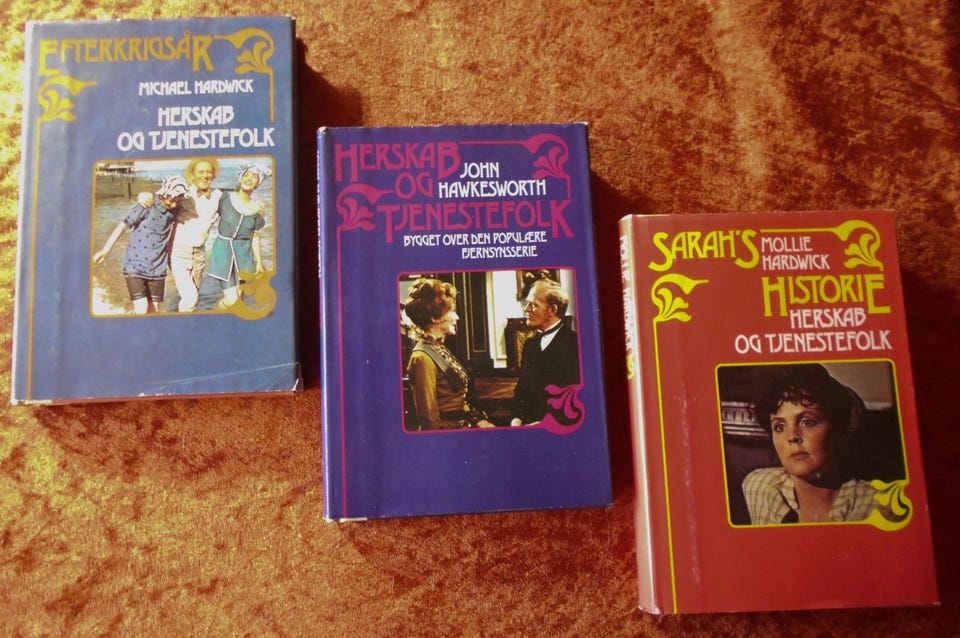 EFTERKRIGSÅR
MICHAEL HARDWICK
HERSKAB
OG TJENESTEFOLK
HERSKAB
OG
TJENESTEFOLK
JOHN
HAWKESWORTH
BYGGET OVER DEN POPULÆRE
FJERNSYNSSERIE
SARAH'S
HISTORIE
MOLLIE
HARDWICK
HERSKAB
OG TJENESTEFOLK